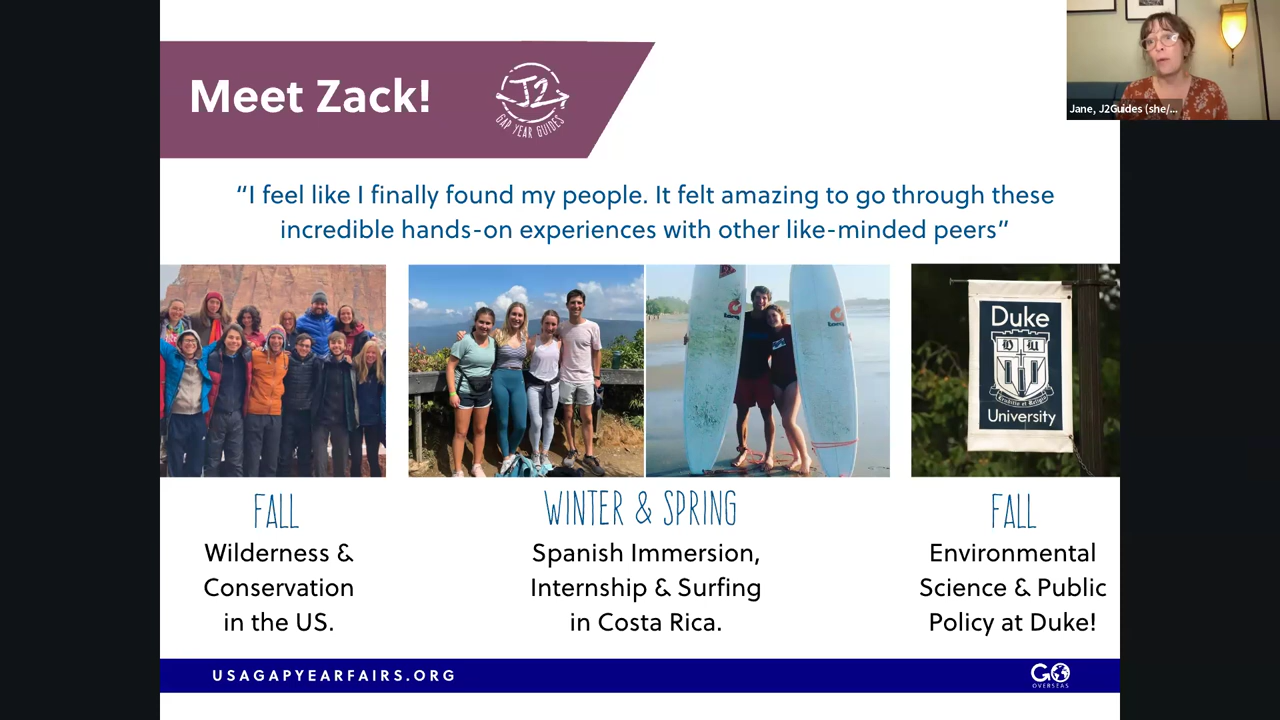 Meet Zack!
J2
GAP YEAR GUIDES
Jane, J2Guides (she/...
“I feel like I finally found my people. It felt amazing to go through these
incredible hands-on experiences with other like-minded peers”
Duke
DU
University
FALL
WINTER & SPRING
FALL
Wilderness &
Conservation
in the US.
Spanish Immersion,
Internship & Surfing
in Costa Rica.
Environmental
Science & Public
Policy at Duke!
USAGAPYEARFAIRS.ORG
GO
OVERSEAS